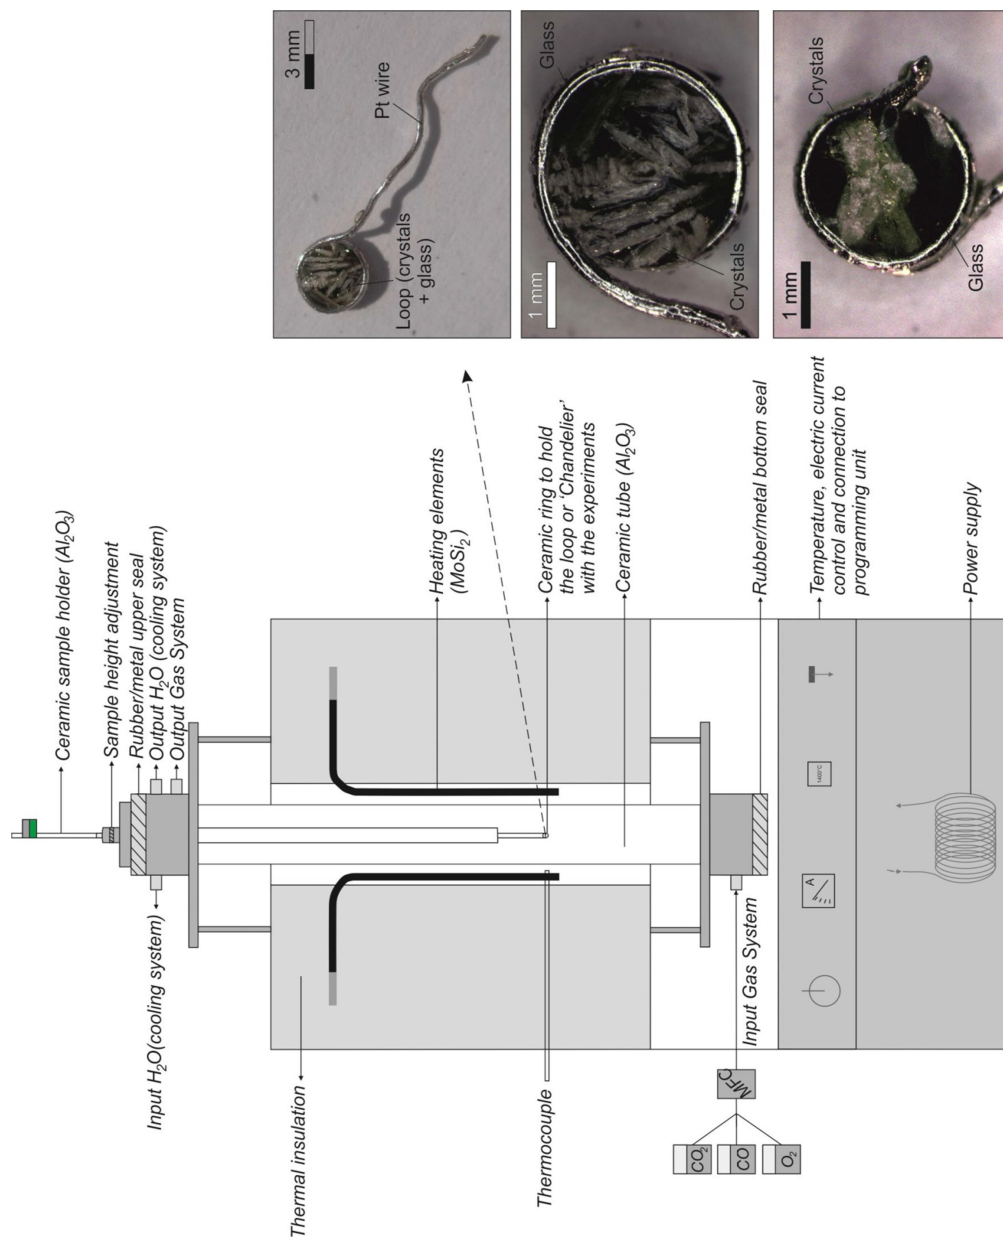 Ceramic sample holder (Al₂O₃)
Sample height adjustment
Rubber/metal upper seal
Output H₂O (cooling system)
Output Gas System
Input H₂O(cooling system)
Thermal insulation
Heating elements
(MoSi₂)
Thermocouple
Ceramic ring to hold
the loop or ‘Chandelier’
with the experiments
Ceramic tube (Al₂O₃)
Rubber/metal bottom seal
Input Gas System
MFC
CO₂
CO
O₂
Temperature, electric current
control and connection to
programming unit
A
1400°C
Power supply
3 mm
Pt wire
Loop (crystals
+ glass)
1 mm
Glass
Crystals
1 mm
Crystals
Glass